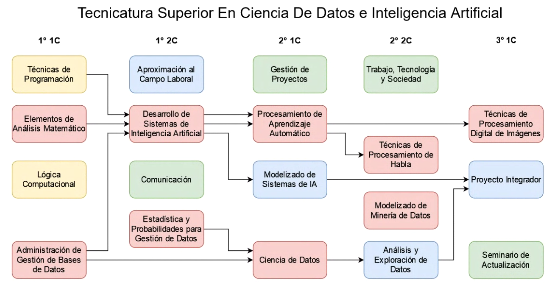 Tecnicatura Superior En Ciencia De Datos e Inteligencia Artificial
1° 1C
1° 2C
2° 1C
2° 2C
3° 1C
Técnicas de
Programación
Aproximación al
Campo Laboral
Gestión de
Proyectos
Trabajo, Tecnología
y Sociedad
Elementos de
Análisis Matemático
Desarrollo de
Sistemas de
Inteligencia Artificial
Procesamiento de
Aprendizaje
Automático
Técnicas de
Procesamiento
Digital de Imágenes
Técnicas de
Procesamiento de
Habla
Lógica
Computacional
Comunicación
Modelizado de
Sistemas de IA
Proyecto Integrador
Estadística y
Probabilidades para
Gestión de Datos
Modelizado de
Minería de Datos
Administración de
Gestión de Bases
de Datos
Ciencia de Datos
Análisis y
Exploración de
Datos
Seminario de
Actualización